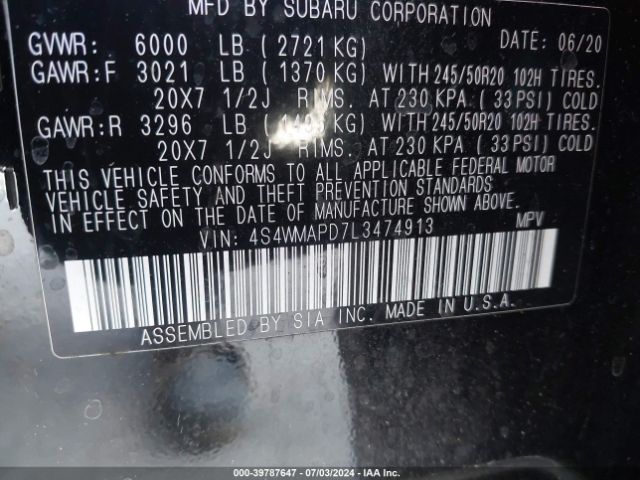 MFD BY SUBARU CORPORATION
GVWR: 6000 LB ( 2721 KG) DATE: 06/20
GAWR:F 3021 LB ( 1370 KG) WITH 245/50R20 102H TIRES.
20X7 1/2J RIMS. AT 230 KPA ( 33 PSI) COLD
GAWR:R 3296 LB ( 1495 KG) WITH 245/50R20 102H TIRES.
20X7 1/2J RIMS. AT 230 KPA ( 33 PSI) COLD
THIS VEHICLE CONFORMS TO ALL APPLICABLE FEDERAL MOTOR
VEHICLE SAFETY AND THEFT PREVENTION STANDARDS
IN EFFECT ON THE DATE OF MANUFACTURE SHOWN ABOVE.
VIN: 4S4WMAPD7L3474913 MPV
ASSEMBLED BY SIA INC. MADE IN U.S.A.
000-39787647 - 07/03/2024 - IAA Inc.